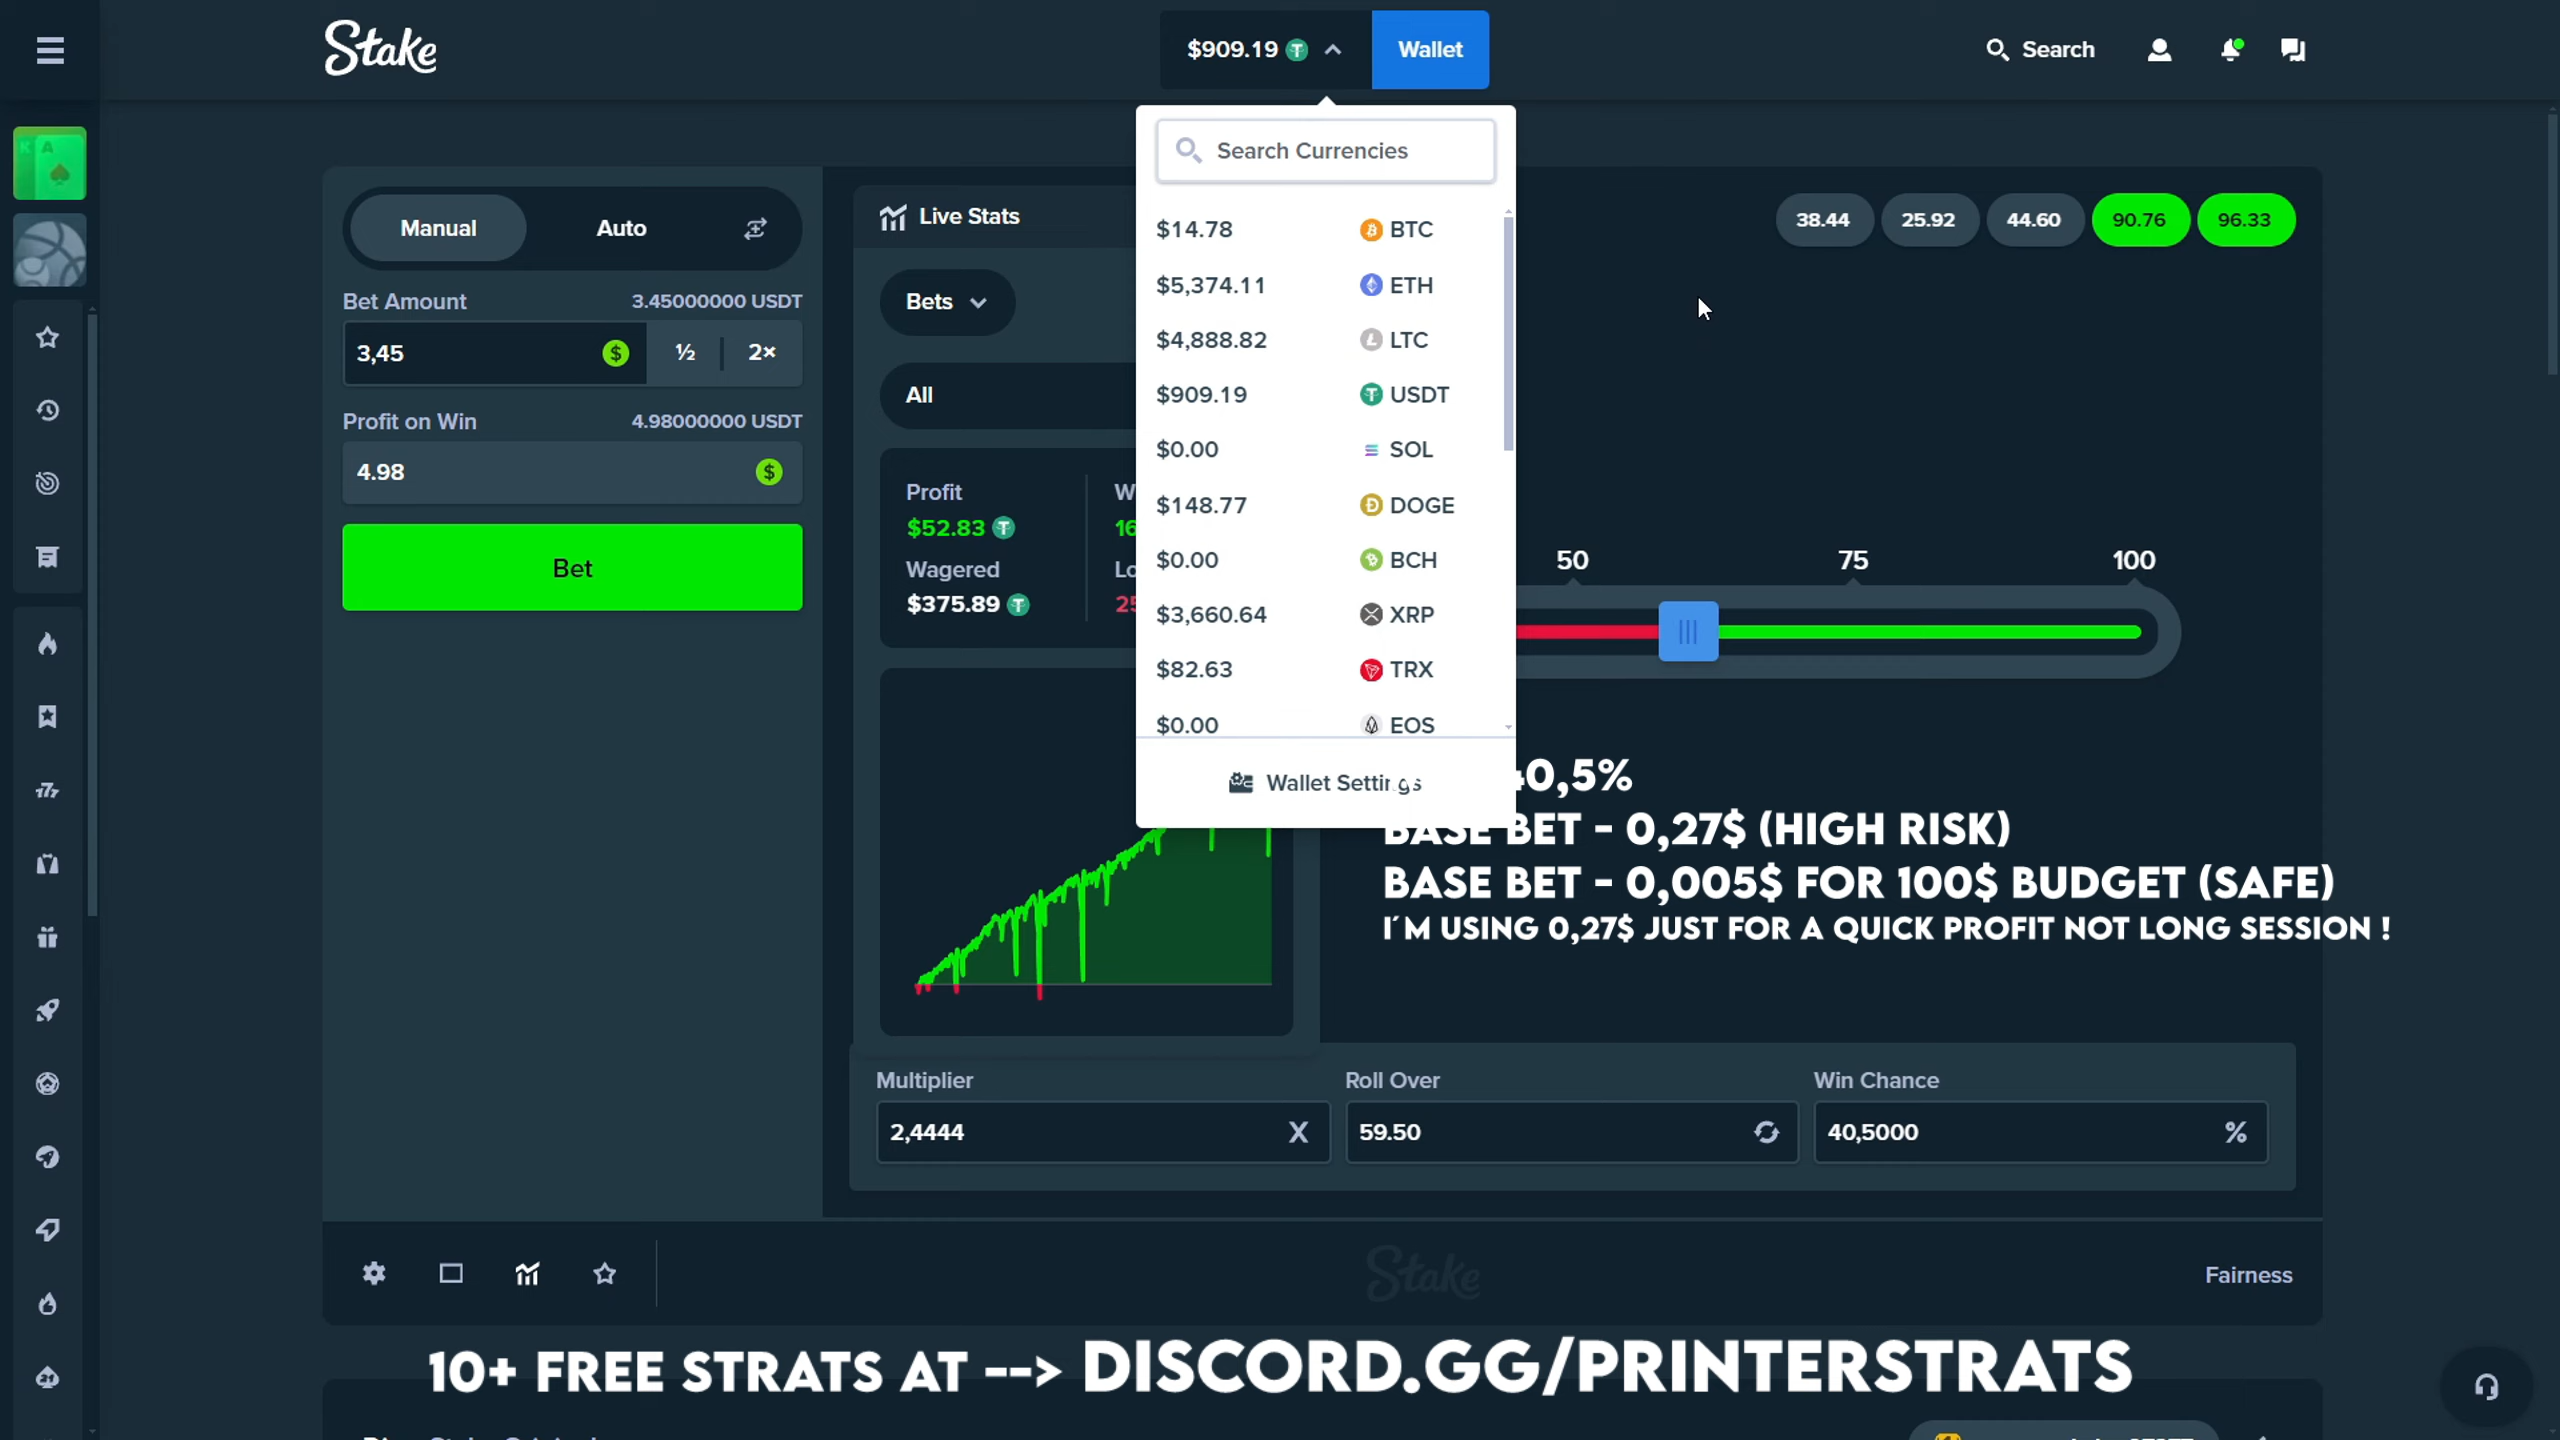 Stake
$909.19
Wallet
Search
Search Currencies
$14.78 BTC
$5,374.11 ETH
$4,888.82 LTC
$909.19 USDT
$0.00 SOL
$148.77 DOGE
$0.00 BCH
$3,660.64 XRP
$82.63 TRX
$0.00 EOS
Wallet Settings
Manual
Auto
Bet Amount
3.45000000 USDT
3,45
½
2×
Profit on Win
4.98000000 USDT
4.98
Bet
Live Stats
Bets
All
Profit
$52.83
Wagered
$375.89
38.44
25.92
44.60
90.76
96.33
50
75
100
40,5%
BASE BET - 0,27$ (HIGH RISK)
BASE BET - 0,005$ FOR 100$ BUDGET (SAFE)
I´M USING 0,27$ JUST FOR A QUICK PROFIT NOT LONG SESSION !
Multiplier
2,4444
X
Roll Over
59.50
Win Chance
40,5000
%
Stake
Fairness
10+ FREE STRATS AT --> DISCORD.GG/PRINTERSTRATS